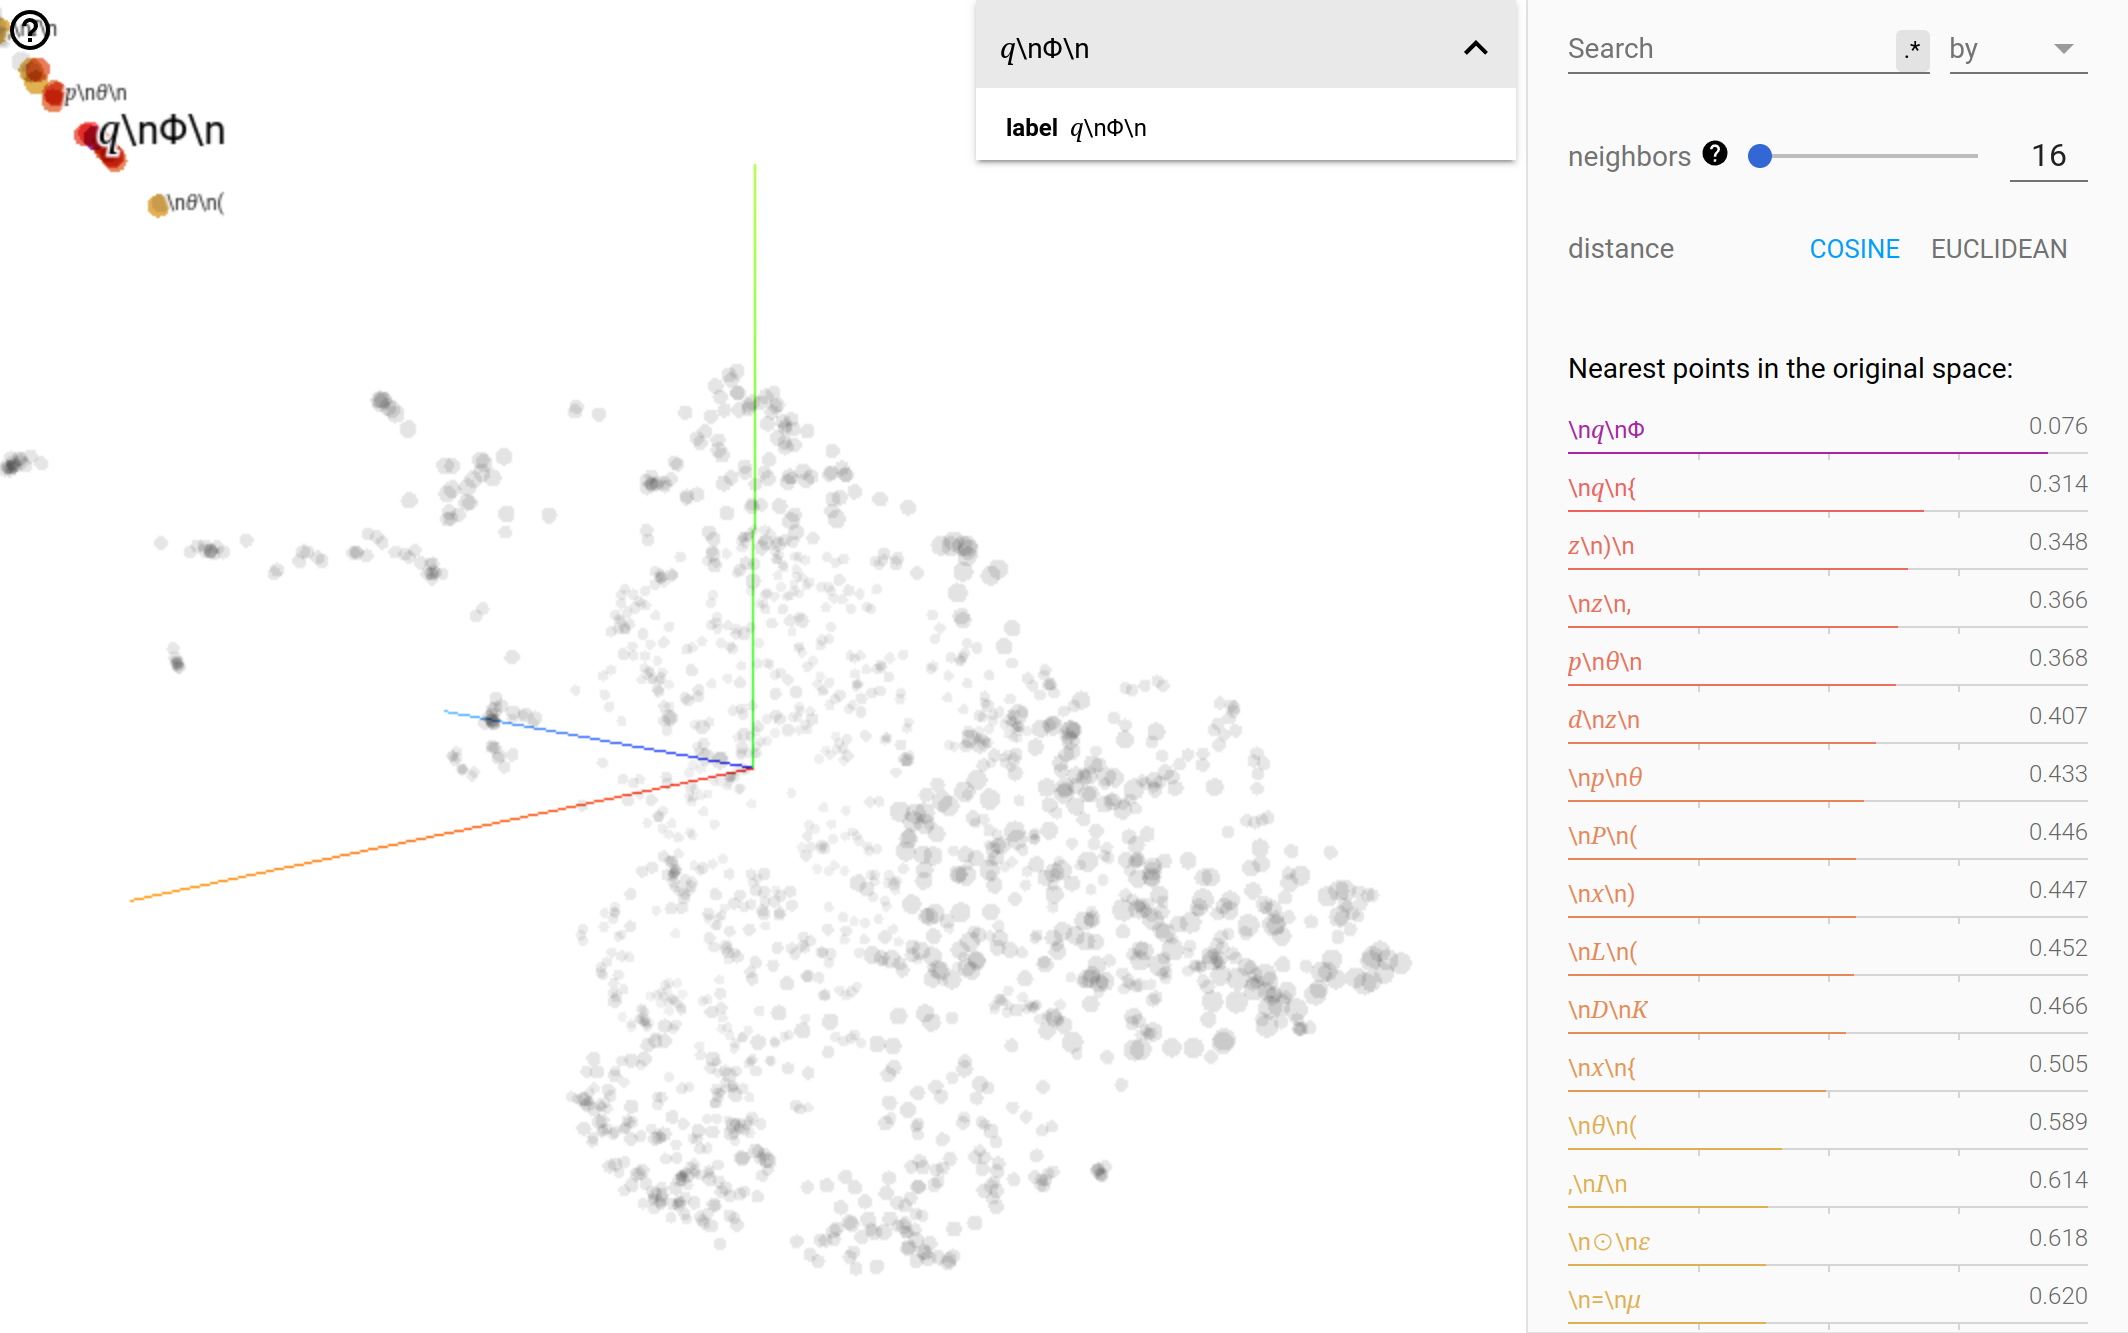 q\nΦ\n
label q\nΦ\n
p\nθ\n
q\nΦ\n
\nθ\n(
Search .* by
neighbors ? 16
distance COSINE EUCLIDEAN
Nearest points in the original space:
\nq\nΦ 0.076
\nq\n{ 0.314
z\n)\n 0.348
\nz\n, 0.366
p\nθ\n 0.368
d\nz\n 0.407
\np\nθ 0.433
\nP\n( 0.446
\nx\n) 0.447
\nL\n( 0.452
\nD\nK 0.466
\nx\n{ 0.505
\nθ\n( 0.589
,\nI\n 0.614
\n⊙\nε 0.618
\n=\nμ 0.620